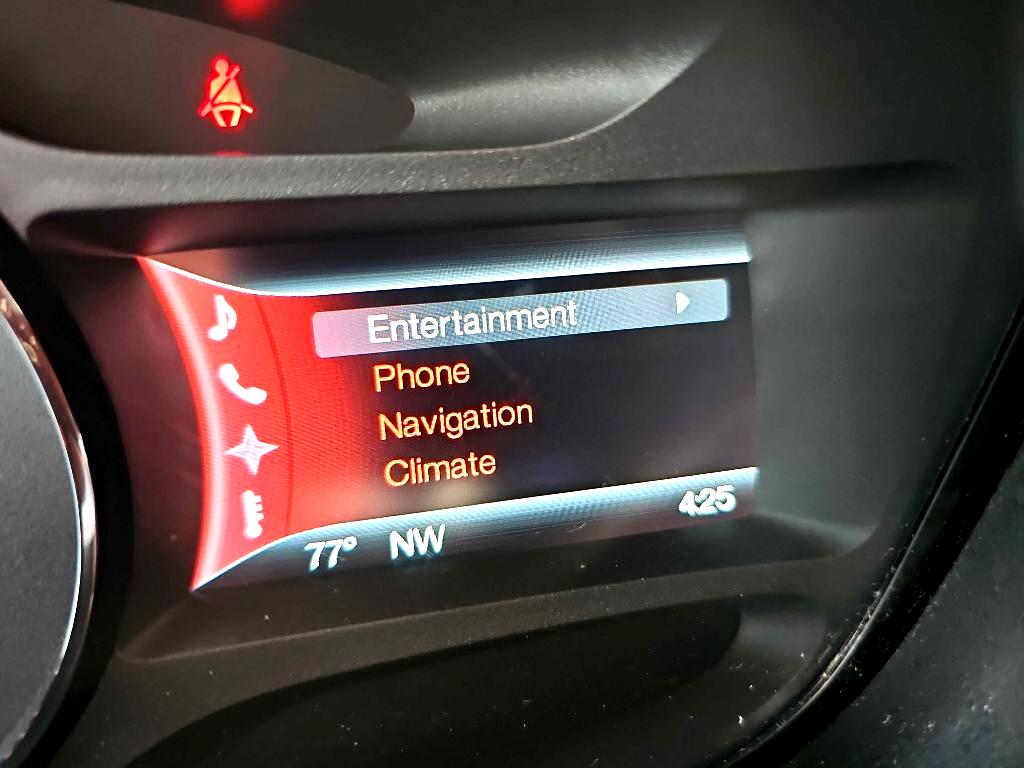 Entertainment
Phone
Navigation
Climate
77° NW 4:25